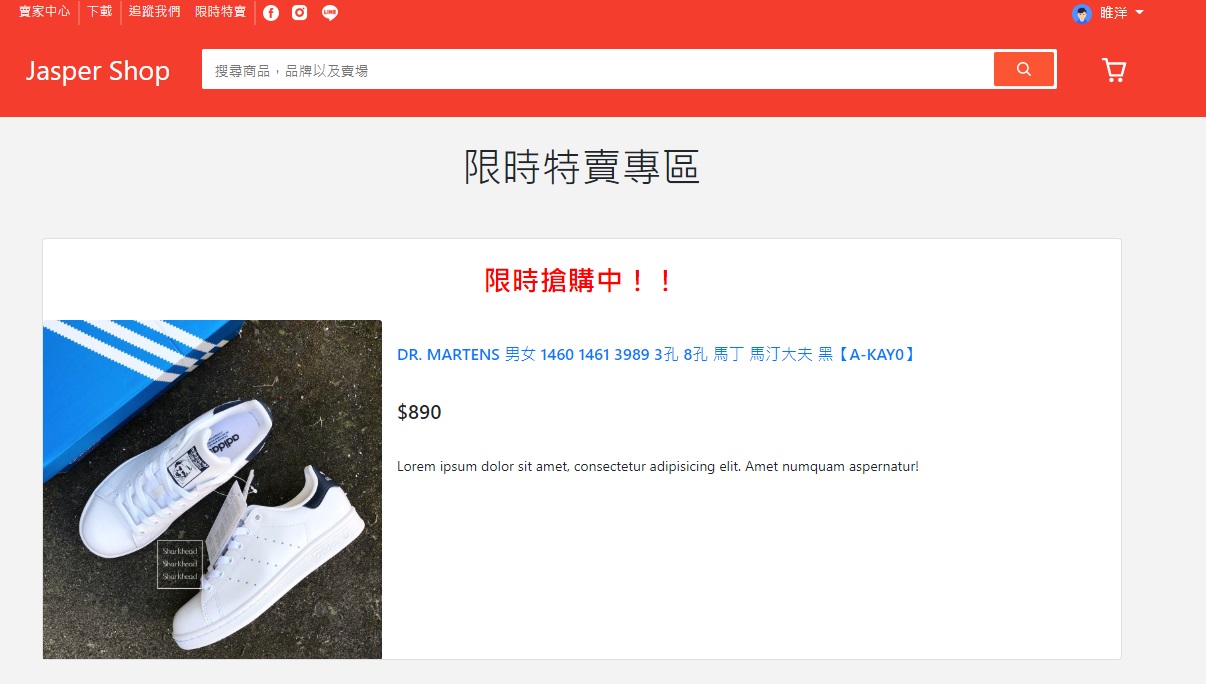 賣家中心 下載 追蹤我們 限時特賣 LINE 睢洋
Jasper Shop 搜尋商品，品牌以及賣場
限時特賣專區
限時搶購中！！
DR. MARTENS 男女 1460 1461 3989 3孔 8孔 馬丁 馬汀大夫 黑【A-KAY0】
$890
Lorem ipsum dolor sit amet, consectetur adipisicing elit. Amet numquam aspernatur!
adidas
SharKhead
SharKhead
SharKhead